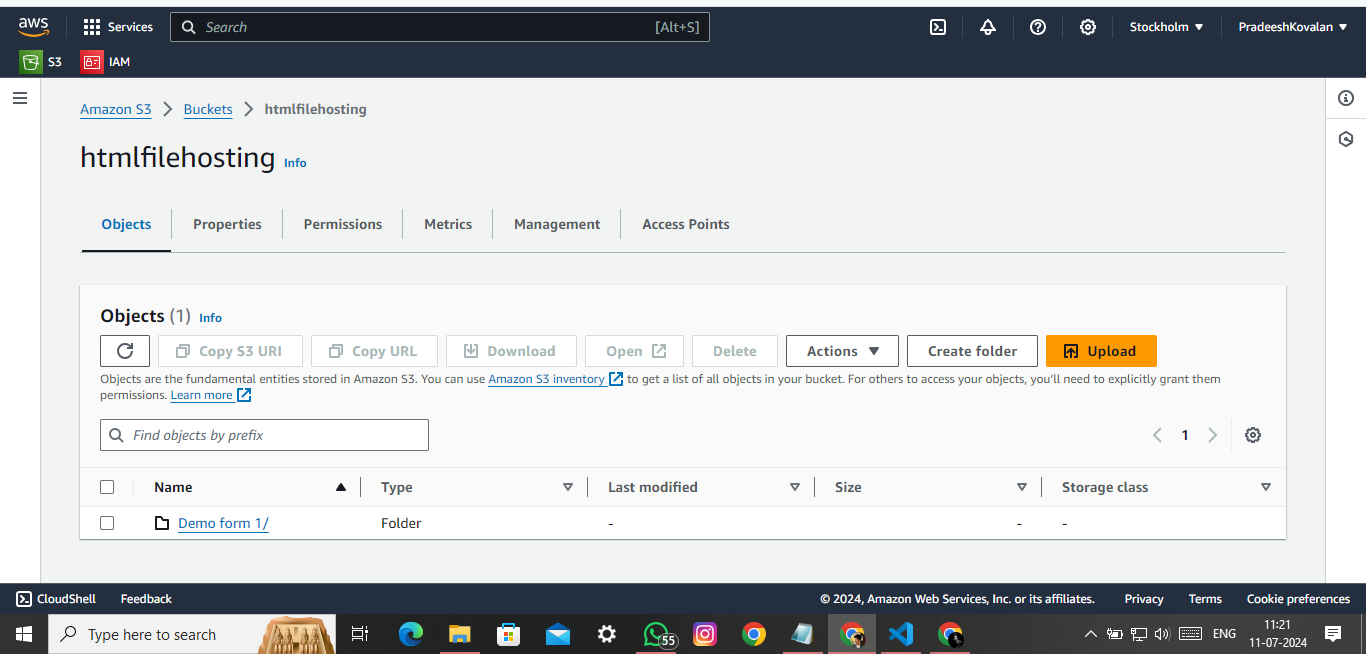 aws Services Search [Alt+S] Stockholm ▼ PradeeshKovalan ▼
S3 IAM
Amazon S3 > Buckets > htmlfilehosting
htmlfilehosting Info
Objects Properties Permissions Metrics Management Access Points
Objects (1) Info
Copy S3 URI Copy URL Download Open Delete Actions ▼ Create folder Upload
Objects are the fundamental entities stored in Amazon S3. You can use Amazon S3 inventory to get a list of all objects in your bucket. For others to access your objects, you'll need to explicitly grant them
permissions. Learn more
Find objects by prefix 1
Name Type Last modified Size Storage class
Demo form 1/ Folder - - -
CloudShell Feedback © 2024, Amazon Web Services, Inc. or its affiliates. Privacy Terms Cookie preferences
Type here to search 55 ENG 11:21
11-07-2024